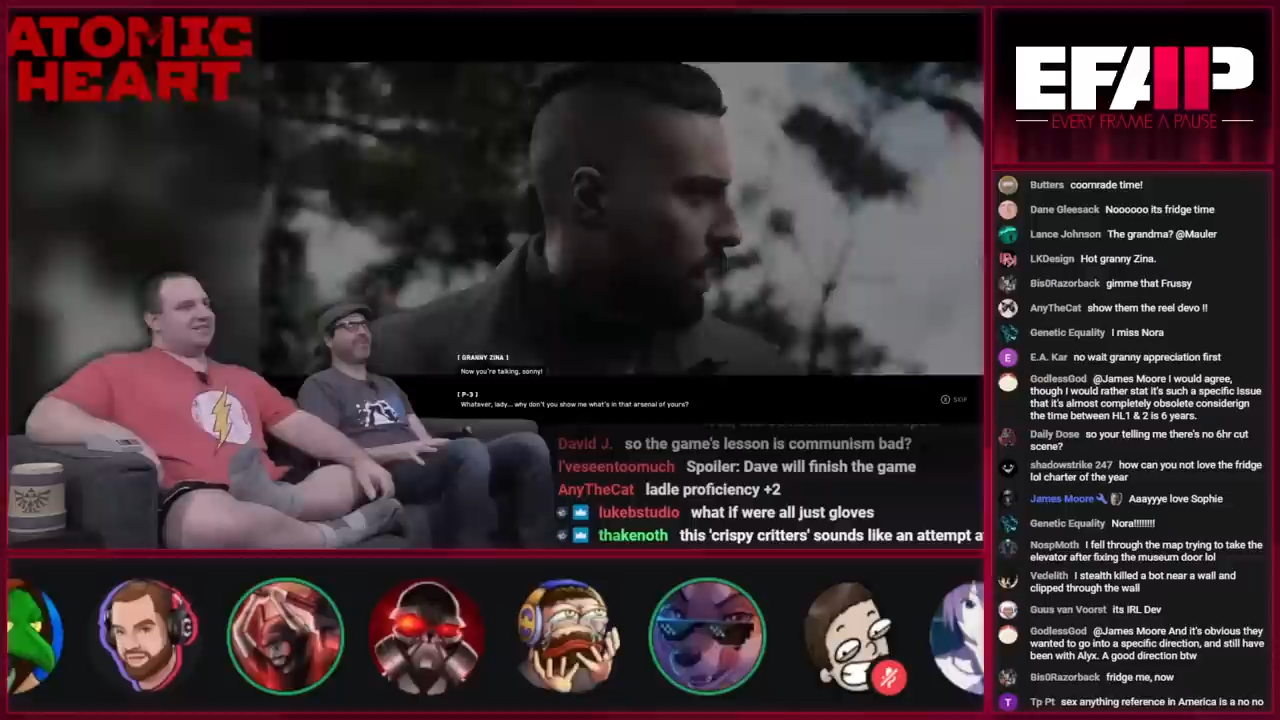 ATOMIC
HEART
EFAP
EVERY FRAME A PAUSE
[ GRANNY ZINA ]
Now you're talking, sonny!
[ P-3 ]
Whatever, lady... why don't you show me what's in that arsenal of yours?
SKIP
David J. so the game's lesson is communism bad?
I'veseentoomuch Spoiler: Dave will finish the game
AnyTheCat ladle proficiency +2
lukebstudio what if were all just gloves
thakenoth this 'crispy critters' sounds like an attempt
Butters coomrade time!
Dane Gleesack Noooooo its fridge time
Lance Johnson The grandma? @Mauler
LKDesign Hot granny Zina.
Bis0Razorback gimme that Frussy
AnyTheCat show them the reel devo !!
Genetic Equality I miss Nora
E.A. Kar no wait granny appreciation first
GodlessGod @James Moore I would agree,
though I would rather stat it's such a specific issue
that it's almost completely obsolete considerign
the time between HL1 & 2 is 6 years.
Daily Dose so your telling me there's no 6hr cut
scene?
shadowstrike 247 how can you not love the fridge
lol charter of the year
James Moore Aaayyye love Sophie
Genetic Equality Nora!!!!!!!!
NospMoth I fell through the map trying to take the
elevator after fixing the museum door lol
Vedelith I stealth killed a bot near a wall and
clipped through the wall
Guus van Voorst its IRL Dev
GodlessGod @James Moore And it's obvious they
wanted to go into a specific direction, and still have
been with Alyx. A good direction btw
Bis0Razorback fridge me, now
Tp Pt sex anything reference in America is a no no